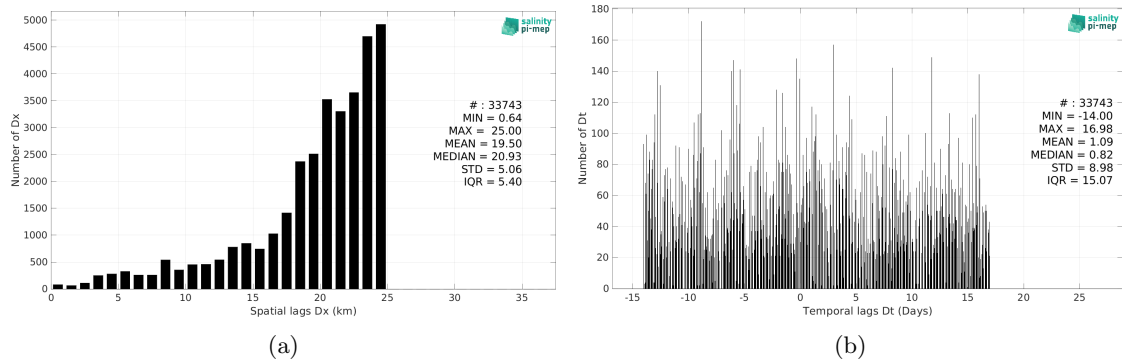 5000
4500
4000
3500
3000
2500
2000
1500
1000
500
0
Number of Dx
0 5 10 15 20 25 30 35
Spatial lags Dx (km)
salinity
pi-mep
# : 33743
MIN = 0.64
MAX = 25.00
MEAN = 19.50
MEDIAN = 20.93
STD = 5.06
IQR = 5.40
(a)
180
160
140
120
100
80
60
40
20
0
Number of Dt
-15 -10 -5 0 5 10 15 20 25
Temporal lags Dt (Days)
salinity
pi-mep
# : 33743
MIN = -14.00
MAX = 16.98
MEAN = 1.09
MEDIAN = 0.82
STD = 8.98
IQR = 15.07
(b)